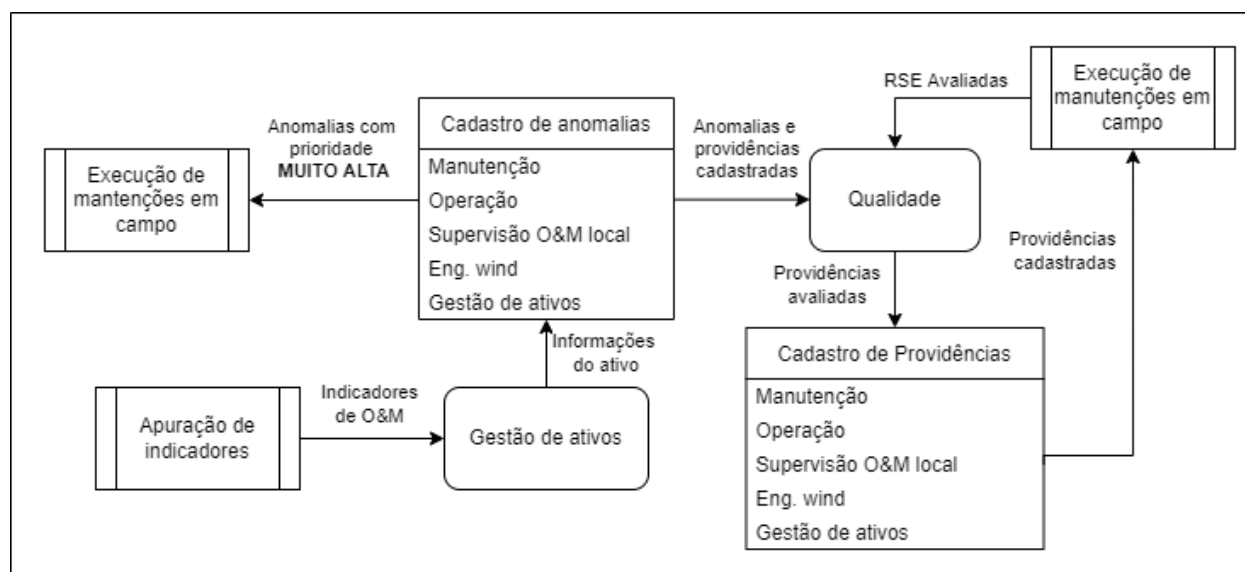 Execução de
mantenções em
campo
Anomalias com
prioridade
MUITO ALTA
Cadastro de anomalias
Manutenção
Operação
Supervisão O&M local
Eng. wind
Gestão de ativos
Anomalias e
providências
cadastradas
RSE Avaliadas
Execução de
manutenções em
campo
Qualidade
Providências
cadastradas
Providências
avaliadas
Informações
do ativo
Apuração de
indicadores
Indicadores
de O&M
Gestão de ativos
Cadastro de Providências
Manutenção
Operação
Supervisão O&M local
Eng. wind
Gestão de ativos